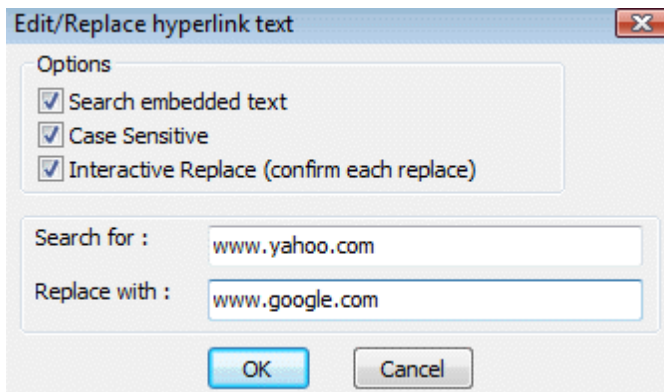 Edit/Replace hyperlink text
Options
Search embedded text
Case Sensitive
Interactive Replace (confirm each replace)
Search for : www.yahoo.com
Replace with : www.google.com
OK Cancel